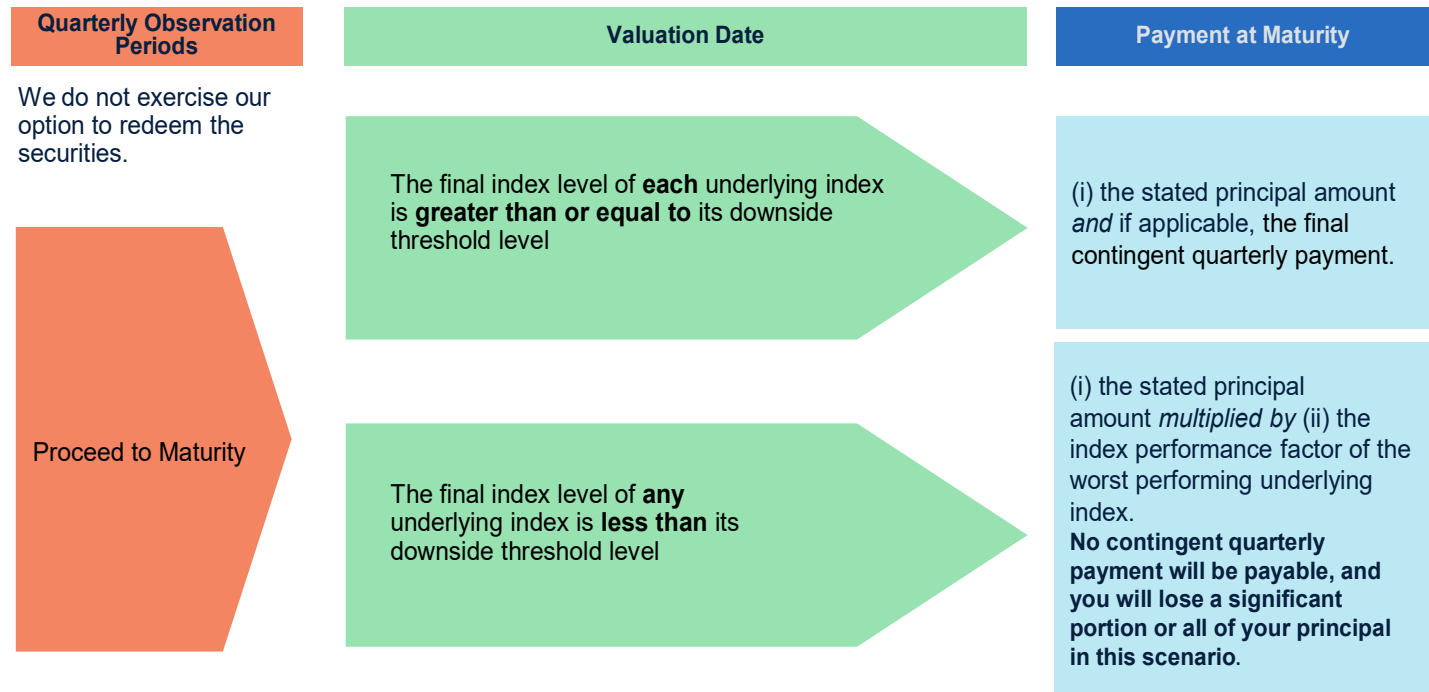 Quarterly Observation
Periods
Valuation Date
Payment at Maturity
We do not exercise our
option to redeem the
securities.
Proceed to Maturity
The final index level of each underlying index
is greater than or equal to its downside
threshold level
(i) the stated principal amount
and if applicable, the final
contingent quarterly payment.
The final index level of any
underlying index is less than its
downside threshold level
(i) the stated principal
amount multiplied by (ii) the
index performance factor of the
worst performing underlying
index.
No contingent quarterly
payment will be payable, and
you will lose a significant
portion or all of your principal
in this scenario.